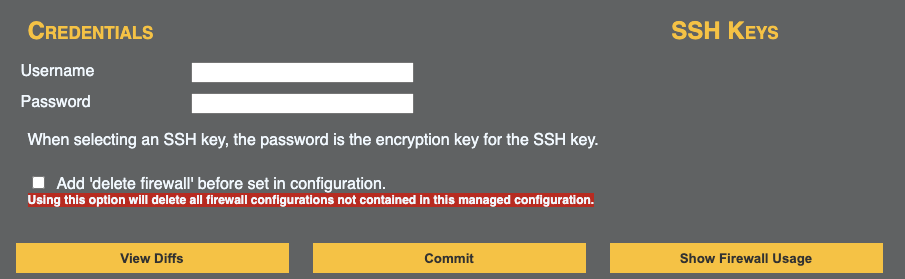 Credentials
SSH Keys
Username
Password
When selecting an SSH key, the password is the encryption key for the SSH key.
Add 'delete firewall' before set in configuration.
Using this option will delete all firewall configurations not contained in this managed configuration.
View Diffs
Commit
Show Firewall Usage